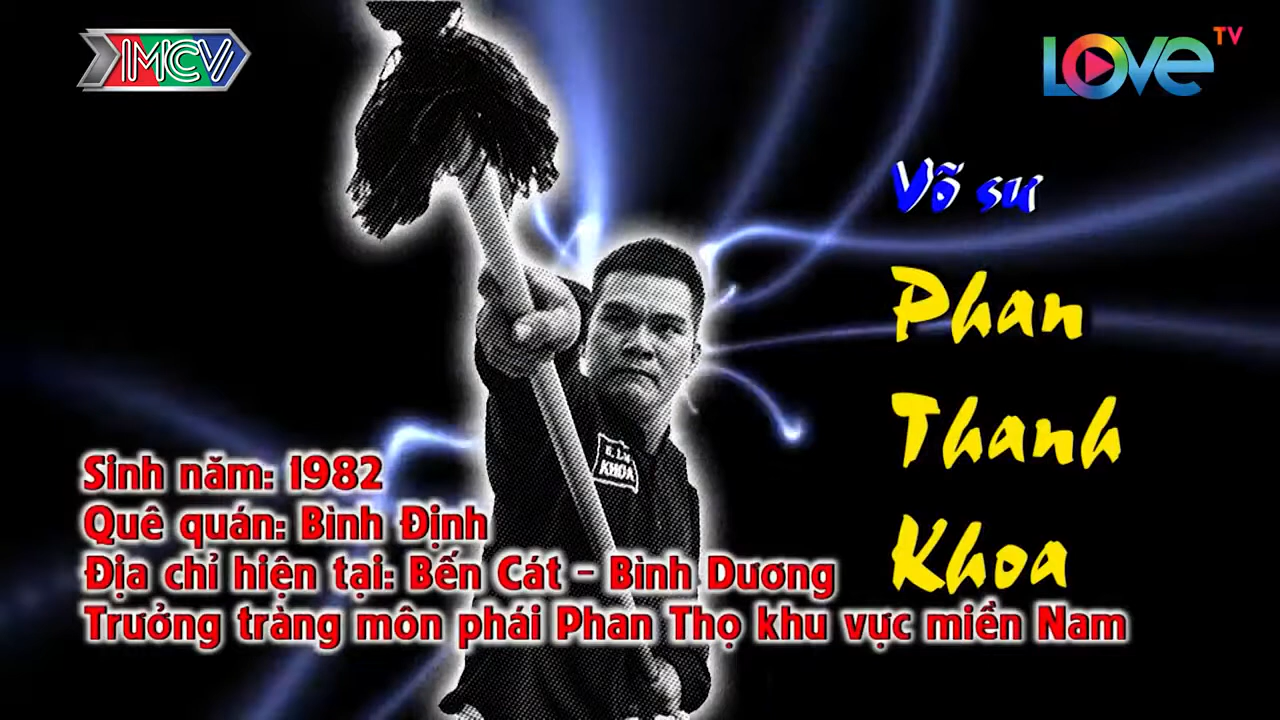 MCV
LOVE TV
Võ sư
Phan
Thanh
Khoa
KHOA
Sinh năm: 1982
Quê quán: Bình Định
Địa chỉ hiện tại: Bến Cát - Bình Dương
Trưởng tràng môn phái Phan Thọ khu vực miền Nam